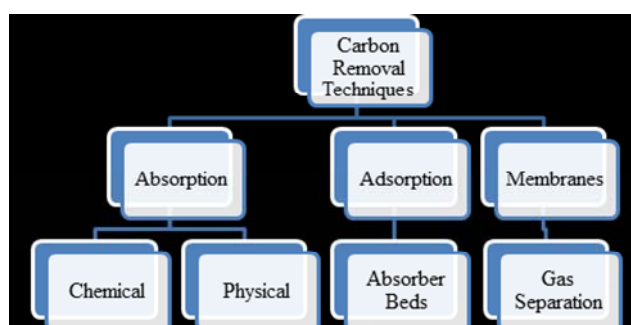 Carbon
Removal
Techniques
Absorption
Adsorption
Membranes
Chemical
Physical
Absorber
Beds
Gas
Separation